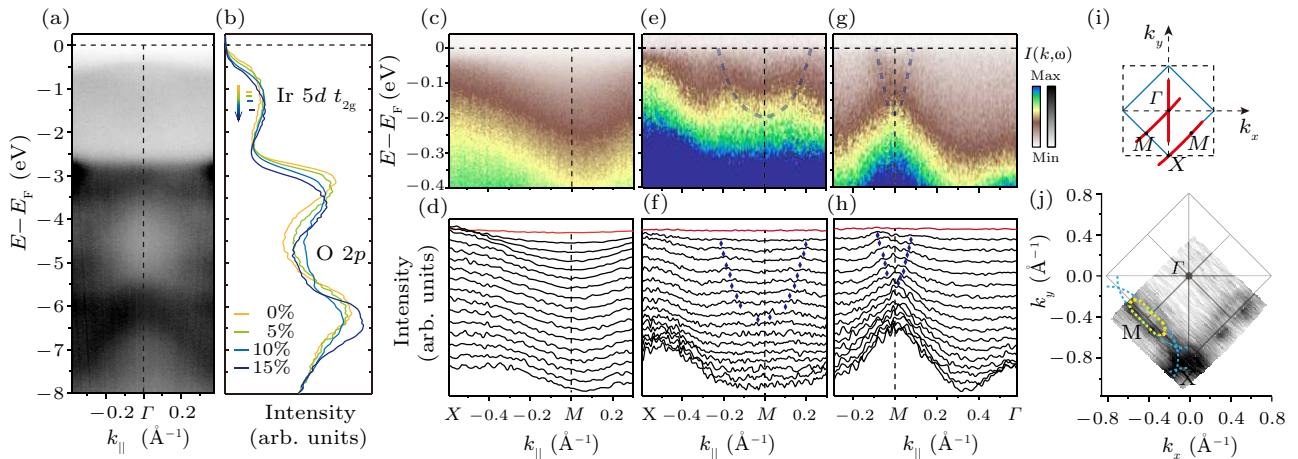 (a)
0
−1
−2
−3
−4
−5
−6
−7
−8
E−E_F (eV)
−0.2 Γ 0.2
k_|| (Å⁻¹)
(b)
Ir 5d t_2g
O 2p
0%
5%
10%
15%
Intensity
(arb. units)
(c)
0
−0.1
−0.2
−0.3
−0.4
E−E_F (eV)
(e)
(g)
I(k,ω)
Max
Min
(d)
(f)
(h)
Intensity
(arb. units)
X −0.4 −0.2 M 0.2
k_|| (Å⁻¹)
X −0.4 −0.2 M 0.2
k_|| (Å⁻¹)
−0.2 M 0.2 0.4 Γ
k_|| (Å⁻¹)
(i)
k_y
Γ
k_x
M
M
X
(j)
0.8
0.4
0.0
−0.4
−0.8
k_y (Å⁻¹)
Γ
M
X
−0.8 −0.4 0.0 0.4 0.8
k_x (Å⁻¹)